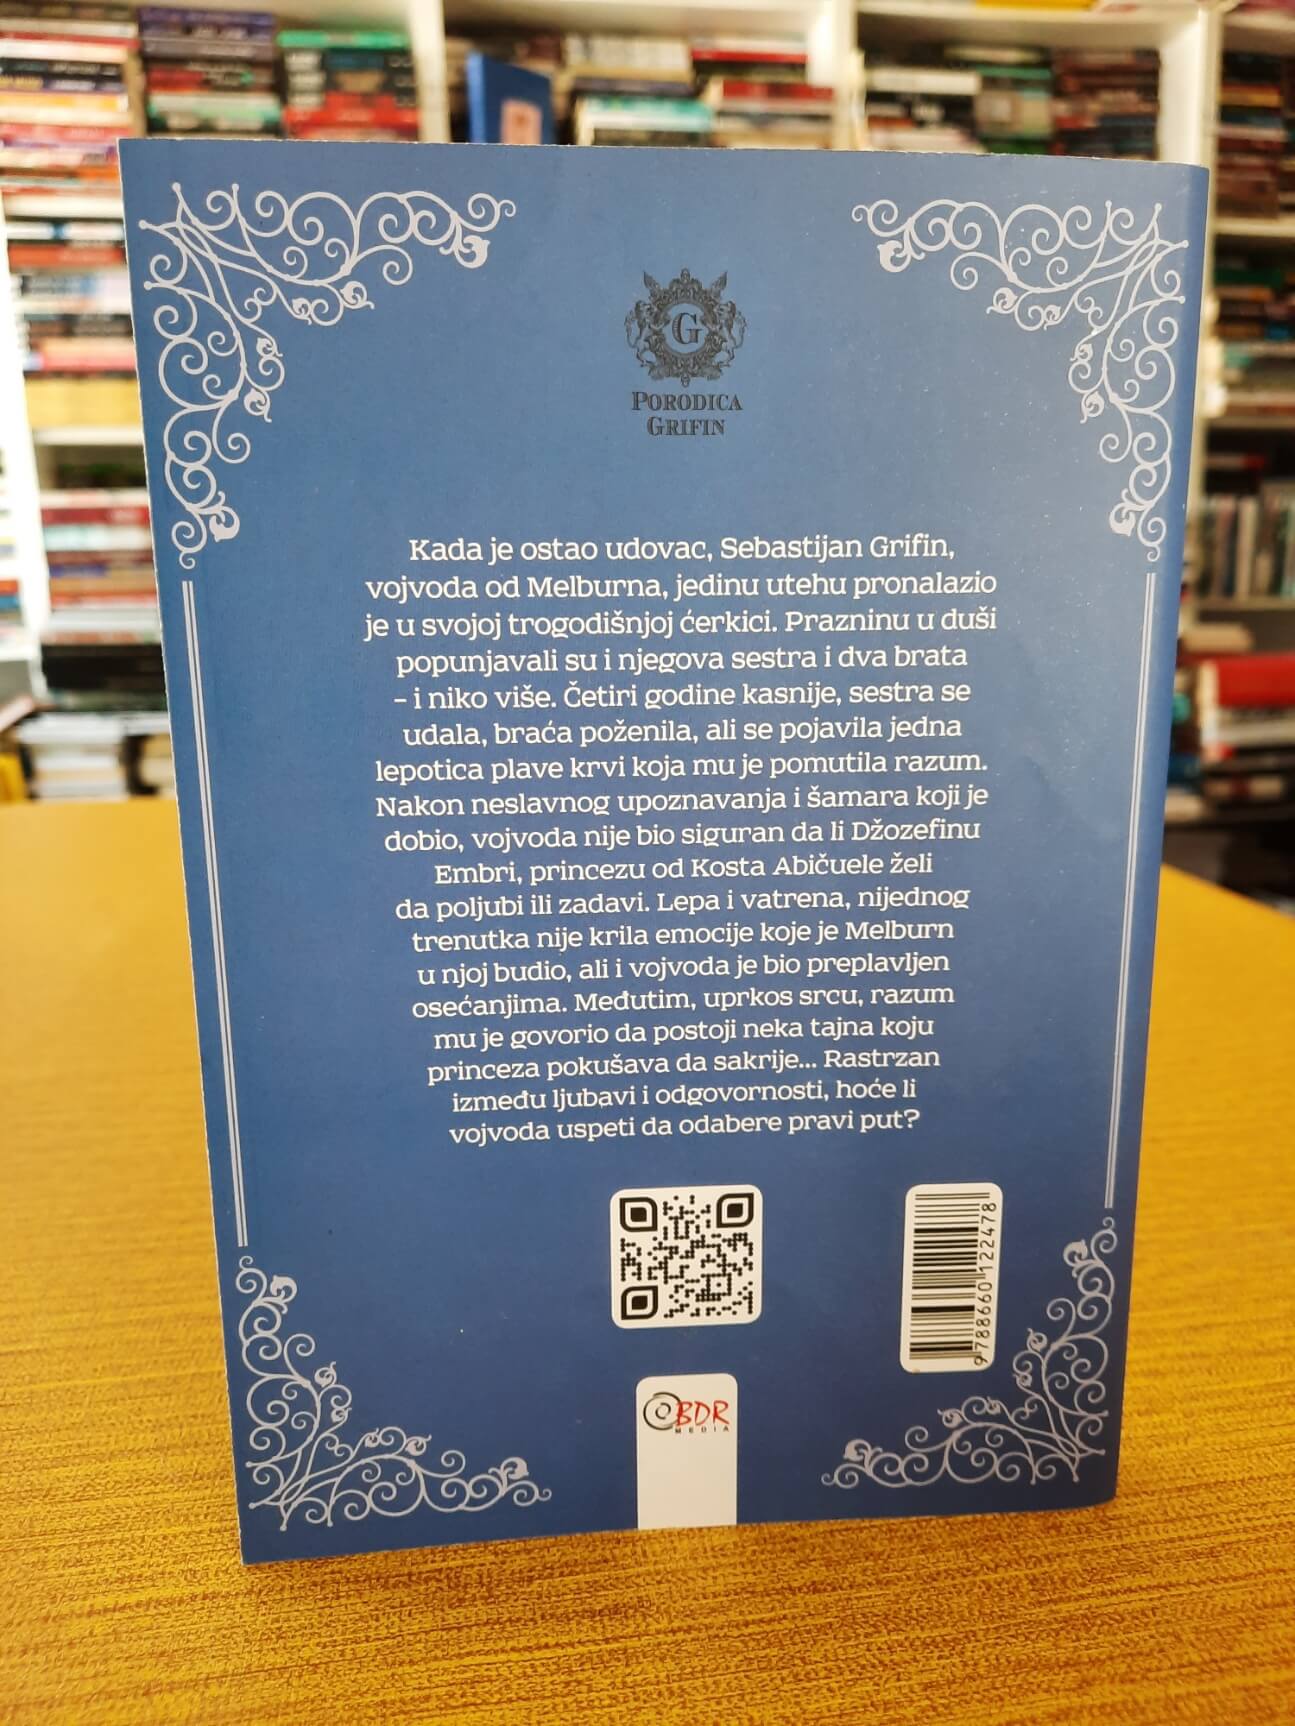 G
PORODICA
GRIFIN
Kada je ostao udovac, Sebastijan Grifin,
vojvoda od Melburna, jedinu utehu pronalazio
je u svojoj trogodišnjoj ćerkici. Prazninu u duši
popunjavali su i njegova sestra i dva brata
– i niko više. Četiri godine kasnije, sestra se
udala, braća poženila, ali se pojavila jedna
lepotica plave krvi koja mu je pomutila razum.
Nakon neslavnog upoznavanja i šamara koji je
dobio, vojvoda nije bio siguran da li Džozefinu
Embri, princezu od Kosta Abičuele želi
da poljubi ili zadavi. Lepa i vatrena, nijednog
trenutka nije krila emocije koje je Melburn
u njoj budio, ali i vojvoda je bio preplavljen
osećanjima. Međutim, uprkos srcu, razum
mu je govorio da postoji neka tajna koju
princeza pokušava da sakrije... Rastrzan
između ljubavi i odgovornosti, hoće li
vojvoda uspeti da odabere pravi put?
9788660122478
BDR
MEDIA